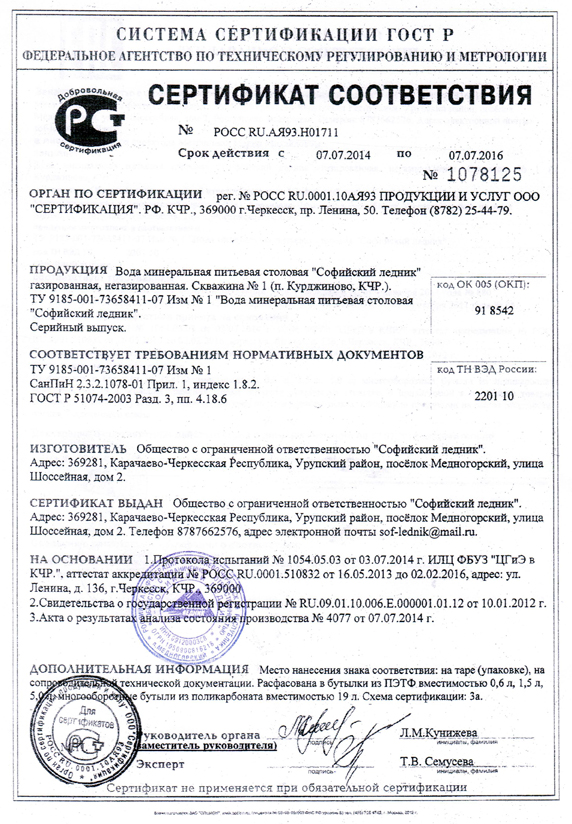 СИСТЕМА СЕРТИФИКАЦИИ ГОСТ Р
ФЕДЕРАЛЬНОЕ АГЕНТСТВО ПО ТЕХНИЧЕСКОМУ РЕГУЛИРОВАНИЮ И МЕТРОЛОГИИ
Добровольная
сертификация
СЕРТИФИКАТ СООТВЕТСТВИЯ
№ РОСС RU.АЯ93.Н01711
Срок действия с 07.07.2014 по 07.07.2016
№ 1078125
ОРГАН ПО СЕРТИФИКАЦИИ рег. № РОСС RU.0001.10АЯ93 ПРОДУКЦИИ И УСЛУГ ООО
"СЕРТИФИКАЦИЯ". РФ. КЧР., 369000 г.Черкесск, пр. Ленина, 50. Телефон (8782) 25-44-79.
ПРОДУКЦИЯ Вода минеральная питьевая столовая "Софийский ледник"
газированная, негазированная. Скважина № 1 (п. Курджиново, КЧР.).
ТУ 9185-001-73658411-07 Изм № 1 "Вода минеральная питьевая столовая
"Софийский ледник".
Серийный выпуск.
код ОК 005 (ОКП):
91 8542
СООТВЕТСТВУЕТ ТРЕБОВАНИЯМ НОРМАТИВНЫХ ДОКУМЕНТОВ
ТУ 9185-001-73658411-07 Изм № 1
СанПиН 2.3.2.1078-01 Прил. 1, индекс 1.8.2.
ГОСТ Р 51074-2003 Разд. 3, пп. 4.18.6
код ТН ВЭД России:
2201 10
ИЗГОТОВИТЕЛЬ Общество с ограниченной ответственностью "Софийский ледник".
Адрес: 369281, Карачаево-Черкесская Республика, Урупский район, посёлок Медногорский, улица
Шоссейная, дом 2.
СЕРТИФИКАТ ВЫДАН Общество с ограниченной ответственностью "Софийский ледник".
Адрес: 369281, Карачаево-Черкесская Республика, Урупский район, посёлок Медногорский, улица
Шоссейная, дом 2. Телефон 8787662576, адрес электронной почты sof-lednik@mail.ru.
НА ОСНОВАНИИ 1.Протокола испытаний № 1054.05.03 от 03.07.2014 г. ИЛЦ ФБУЗ "ЦГиЭ в
КЧР.", аттестат аккредитации № РОСС RU.0001.510832 от 16.05.2013 до 02.02.2016, адрес: ул.
Ленина, д. 136, г.Черкесск, КЧР., 369000
2.Свидетельства о государственной регистрации № RU.09.01.10.006.Е.000001.01.12 от 10.01.2012 г.
3.Акта о результатах анализа состояния производства № 4077 от 07.07.2014 г.
ДОПОЛНИТЕЛЬНАЯ ИНФОРМАЦИЯ Место нанесения знака соответствия: на таре (упаковке), на
сопроводительной технической документации. Расфасована в бутылки из ПЭТФ вместимостью 0,6 л, 1,5 л,
5,0 л, многооборотные бутыли из поликарбоната вместимостью 19 л. Схема сертификации: 3а.
Для
сертификатов
Руководитель органа
(заместитель руководителя)
подпись
Л.М.Кунижева
инициалы, фамилия
Эксперт
подпись
Т.В. Семусева
инициалы, фамилия
Сертификат не применяется при обязательной сертификации